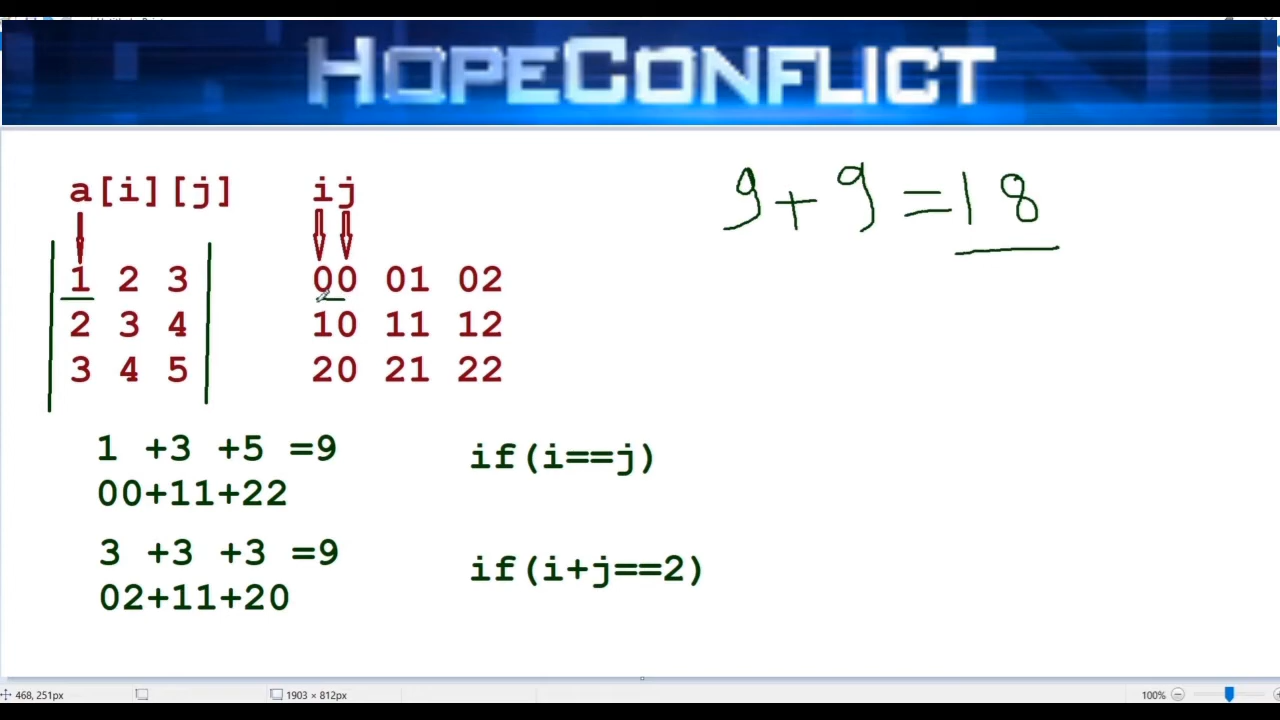 HOPECONFLICT
a[i][j] ij
9+9=18
1 2 3 00 01 02
2 3 4 10 11 12
3 4 5 20 21 22
1 +3 +5 =9 if(i==j)
00+11+22
3 +3 +3 =9 if(i+j==2)
02+11+20
468, 251px 1903 × 812px 100%